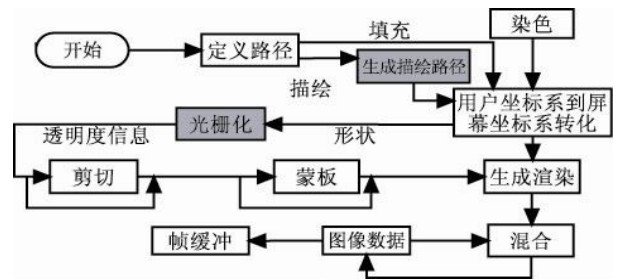 开始
定义路径
填充
染色
描绘
生成描绘路径
用户坐标系到屏
幕坐标系转化
透明度信息
光栅化
形状
剪切
蒙板
生成渲染
帧缓冲
图像数据
混合